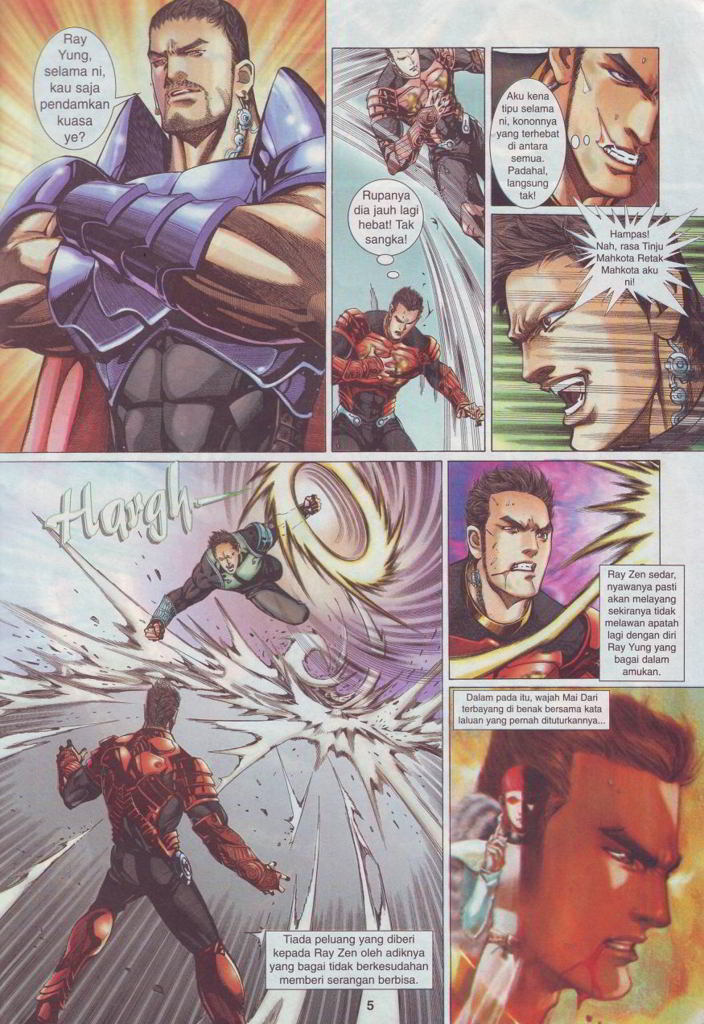 Ray
Yung,
selama ni,
kau saja
pendamkan
kuasa
ye?
Rupanya
dia jauh lagi
hebat! Tak
sangka!
Aku kena
tipu selama
ni, kononnya
yang terhebat
di antara
semua.
Padahal,
langsung
tak!
Hampas!
Nah, rasa Tinju
Mahkota Retak
Mahkota aku
ni!
Hargh
Ray Zen sedar,
nyawanya pasti
akan melayang
sekiranya tidak
melawan apatah
lagi dengan diri
Ray Yung yang
bagai dalam
amukan.
Dalam pada itu, wajah Mai Dari
terbayang di benak bersama kata
laluan yang pernah dituturkannya...
Tiada peluang yang diberi
kepada Ray Zen oleh adiknya
yang bagai tidak berkesudahan
memberi serangan berbisa.
5